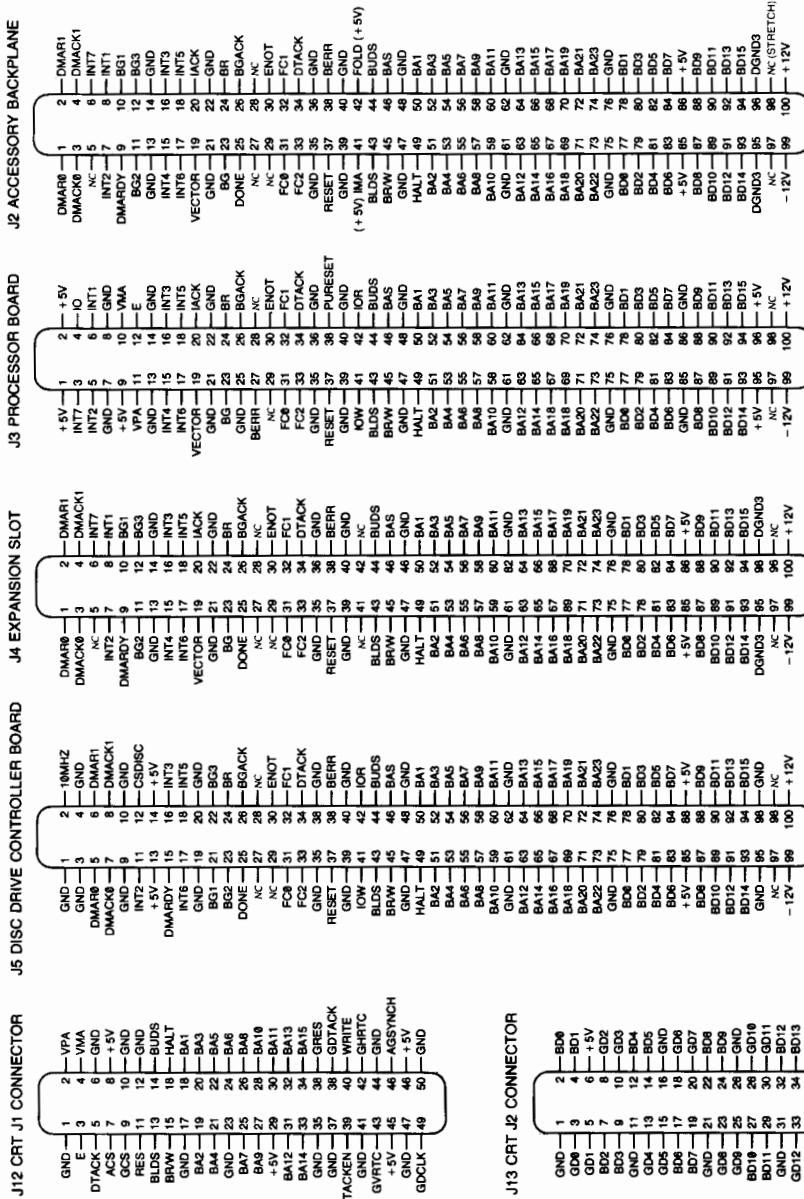 J12 CRT J1 CONNECTOR
GND 1 2 VPA
E 3 4 VMA
DTACK 5 6 GND
ACS 7 8 +5V
GCS 9 10 GND
RES 11 12 GND
BLDS 13 14 BUDS
BR/W 15 16 HALT
GND 17 18 BA1
BA2 19 20 BA3
BA4 21 22 BA5
GND 23 24 BA6
BA7 25 26 BA8
BA9 27 28 BA10
+5V 29 30 BA11
BA12 31 32 BA13
BA14 33 34 BA15
GND 35 36 GRES
GND 37 38 GDTACK
TACKEN 39 40 WRITE
GND 41 42 GHRTC
GVRTC 43 44 GND
+5V 45 46 AGSYNCH
GND 47 48 +5V
GDCLK 49 50 GND
J13 CRT J2 CONNECTOR
GND 1 2 BD0
GD0 3 4 BD1
GD1 5 6 +5V
BD2 7 8 GD2
BD3 9 10 GD3
GND 11 12 BD4
GD4 13 14 BD5
GD5 15 16 GND
BD6 17 18 GD6
BD7 19 20 GD7
GND 21 22 BD8
GD8 23 24 BD9
GD9 25 26 GND
BD10 27 28 GD10
BD11 29 30 GD11
GND 31 32 BD12
GD12 33 34 BD13
J5 DISC DRIVE CONTROLLER BOARD
GND 1 2 10MHZ
GND 3 4 GND
DMAR0 5 6 DMAR1
DMACK0 7 8 DMACK1
GND 9 10 GND
INT2 11 12 CSDISC
+5V 13 14 +5V
DMARDY 15 16 INT3
INT6 17 18 INT5
GND 19 20 GND
BG1 21 22 BG3
BG2 23 24 BR
DONE 25 26 BGACK
NC 27 28 NC
NC 29 30 ENOT
FC0 31 32 FC1
FC2 33 34 DTACK
GND 35 36 GND
RESET 37 38 BERR
GND 39 40 GND
IOW 41 42 IOR
BLDS 43 44 BUDS
BR/W 45 46 BAS
GND 47 48 GND
HALT 49 50 BA1
BA2 51 52 BA3
BA4 53 54 BA5
BA6 55 56 BA7
BA8 57 58 BA9
BA10 59 60 BA11
GND 61 62 GND
BA12 63 64 BA13
BA14 65 66 BA15
BA16 67 68 BA17
BA18 69 70 BA19
BA20 71 72 BA21
BA22 73 74 BA23
GND 75 76 GND
BD0 77 78 BD1
BD2 79 80 BD3
BD4 81 82 BD5
BD6 83 84 BD7
+5V 85 86 +5V
BD8 87 88 BD9
BD10 89 90 BD11
BD12 91 92 BD13
BD14 93 94 BD15
GND 95 96 GND
NC 97 98 NC
-12V 99 100 +12V
J4 EXPANSION SLOT
DMAR0 1 2 DMAR1
DMACK0 3 4 DMACK1
NC 5 6 INT7
INT2 7 8 INT1
DMARDY 9 10 BG1
BG2 11 12 BG3
GND 13 14 GND
INT4 15 16 INT3
INT6 17 18 INT5
VECTOR 19 20 IACK
GND 21 22 GND
BG 23 24 BR
DONE 25 26 BGACK
NC 27 28 NC
NC 29 30 ENOT
FC0 31 32 FC1
FC2 33 34 DTACK
GND 35 36 GND
RESET 37 38 BERR
GND 39 40 GND
NC 41 42 NC
BLDS 43 44 BUDS
BR/W 45 46 BAS
GND 47 48 GND
HALT 49 50 BA1
BA2 51 52 BA3
BA4 53 54 BA5
BA6 55 56 BA7
BA8 57 58 BA9
BA10 59 60 BA11
GND 61 62 GND
BA12 63 64 BA13
BA14 65 66 BA15
BA16 67 68 BA17
BA18 69 70 BA19
BA20 71 72 BA21
BA22 73 74 BA23
GND 75 76 GND
BD0 77 78 BD1
BD2 79 80 BD3
BD4 81 82 BD5
BD6 83 84 BD7
+5V 85 86 +5V
BD8 87 88 BD9
BD10 89 90 BD11
BD12 91 92 BD13
BD14 93 94 BD15
DGND3 95 96 DGND3
NC 97 98 NC
-12V 99 100 +12V
J3 PROCESSOR BOARD
+5V 1 2 +5V
INT7 3 4 IO
INT2 5 6 INT1
GND 7 8 GND
+5V 9 10 VMA
VPA 11 12 E
GND 13 14 GND
INT4 15 16 INT3
INT6 17 18 INT5
VECTOR 19 20 IACK
GND 21 22 GND
BG 23 24 BR
GND 25 26 BGACK
BERR 27 28 NC
NC 29 30 ENOT
FC0 31 32 FC1
FC2 33 34 DTACK
GND 35 36 GND
RESET 37 38 PURESET
GND 39 40 GND
IOW 41 42 IOR
BLDS 43 44 BUDS
BR/W 45 46 BAS
GND 47 48 GND
HALT 49 50 BA1
BA2 51 52 BA3
BA4 53 54 BA5
BA6 55 56 BA7
BA8 57 58 BA9
BA10 59 60 BA11
GND 61 62 GND
BA12 63 64 BA13
BA14 65 66 BA15
BA16 67 68 BA17
BA18 69 70 BA19
BA20 71 72 BA21
BA22 73 74 BA23
GND 75 76 GND
BD0 77 78 BD1
BD2 79 80 BD3
BD4 81 82 BD5
BD6 83 84 BD7
GND 85 86 GND
BD8 87 88 BD9
BD10 89 90 BD11
BD12 91 92 BD13
BD14 93 94 BD15
+5V 95 96 +5V
NC 97 98 NC
-12V 99 100 +12V
J2 ACCESSORY BACKPLANE
DMAR0 1 2 DMAR1
DMACK0 3 4 DMACK1
NC 5 6 INT7
INT2 7 8 INT1
DMARDY 9 10 BG1
BG2 11 12 BG3
GND 13 14 GND
INT4 15 16 INT3
INT6 17 18 INT5
VECTOR 19 20 IACK
GND 21 22 GND
BG 23 24 BR
DONE 25 26 BGACK
NC 27 28 NC
NC 29 30 ENOT
FC0 31 32 FC1
FC2 33 34 DTACK
GND 35 36 GND
RESET 37 38 BERR
GND 39 40 GND
(+5V) IMA 41 42 FOLD (+5V)
BLDS 43 44 BUDS
BR/W 45 46 BAS
GND 47 48 GND
HALT 49 50 BA1
BA2 51 52 BA3
BA4 53 54 BA5
BA6 55 56 BA7
BA8 57 58 BA9
BA10 59 60 BA11
GND 61 62 GND
BA12 63 64 BA13
BA14 65 66 BA15
BA16 67 68 BA17
BA18 69 70 BA19
BA20 71 72 BA21
BA22 73 74 BA23
GND 75 76 GND
BD0 77 78 BD1
BD2 79 80 BD3
BD4 81 82 BD5
BD6 83 84 BD7
+5V 85 86 +5V
BD8 87 88 BD9
BD10 89 90 BD11
BD12 91 92 BD13
BD14 93 94 BD15
DGND3 95 96 DGND3
NC 97 98 NC (STRETCH)
-12V 99 100 +12V